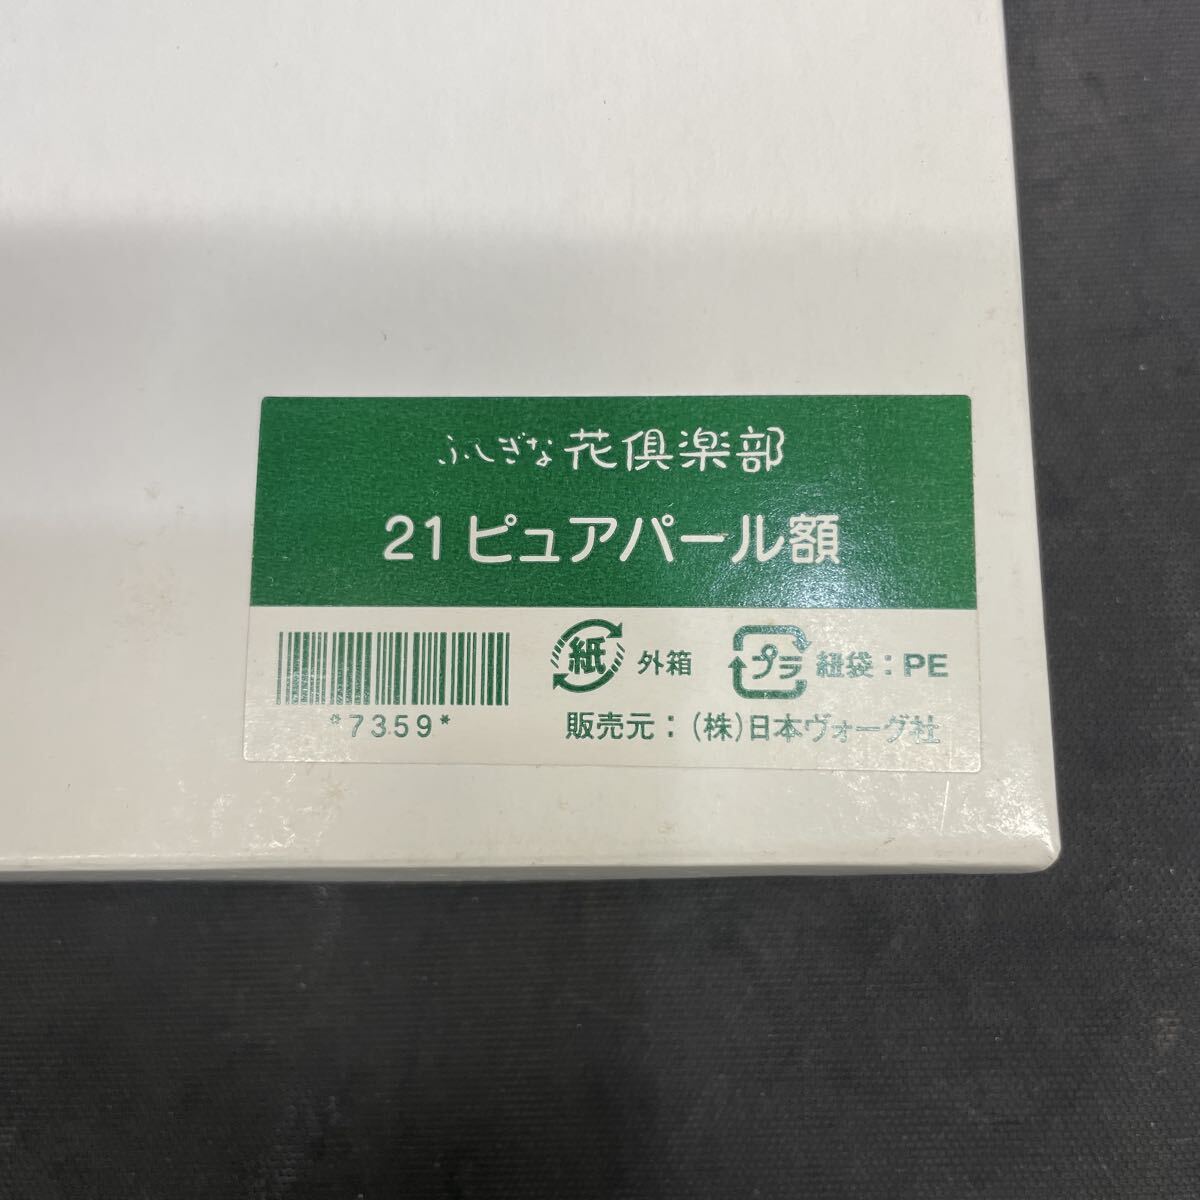 ふしぎな花倶楽部
21 ピュアパール額
紙 外箱 プラ 紐袋：PE
*7359*
販売元：(株)日本ヴォーグ社